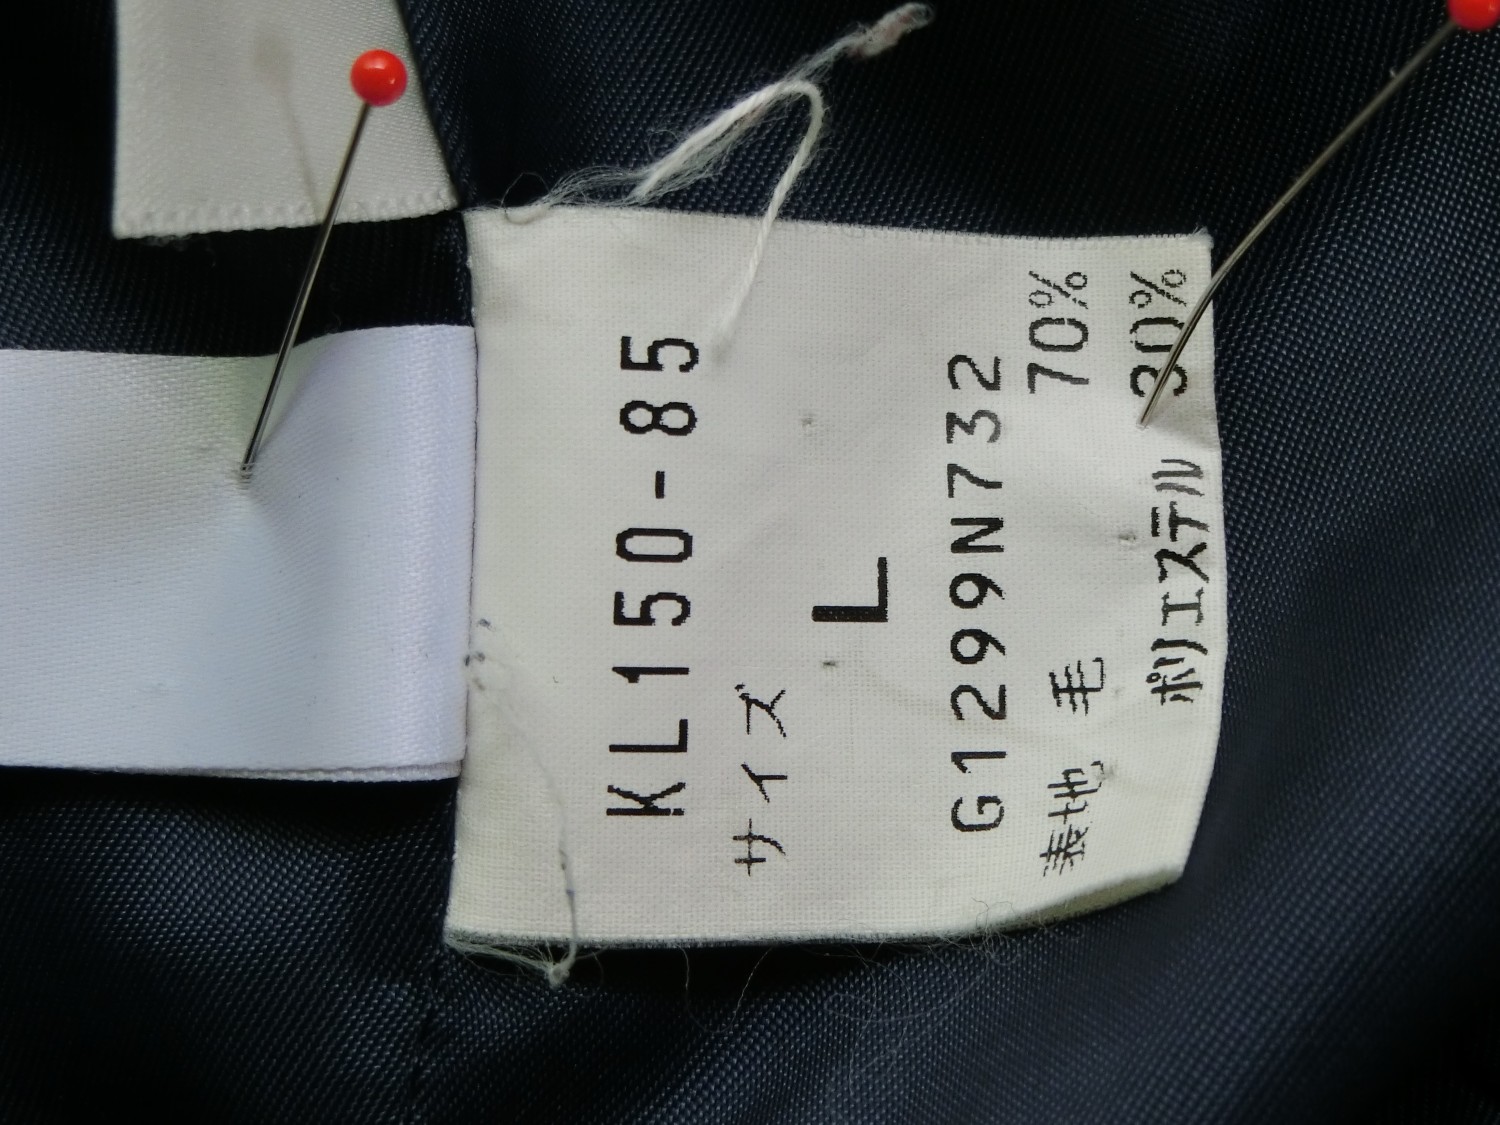 KL150-85
サイズ
L
G1299N732
表地 毛 70%
ポリエステル 30%